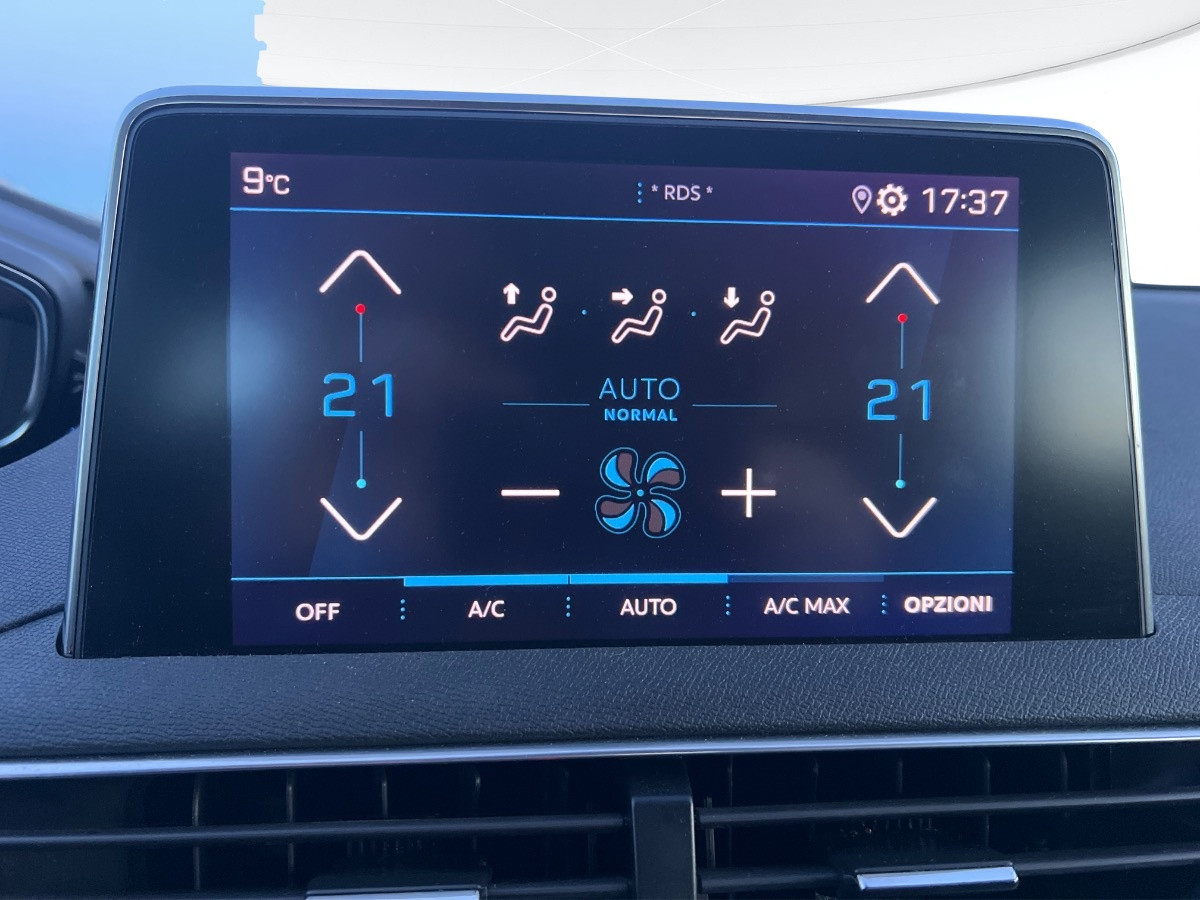 9°C * RDS * 17:37
21 21
AUTO
NORMAL
OFF A/C AUTO A/C MAX OPZIONI